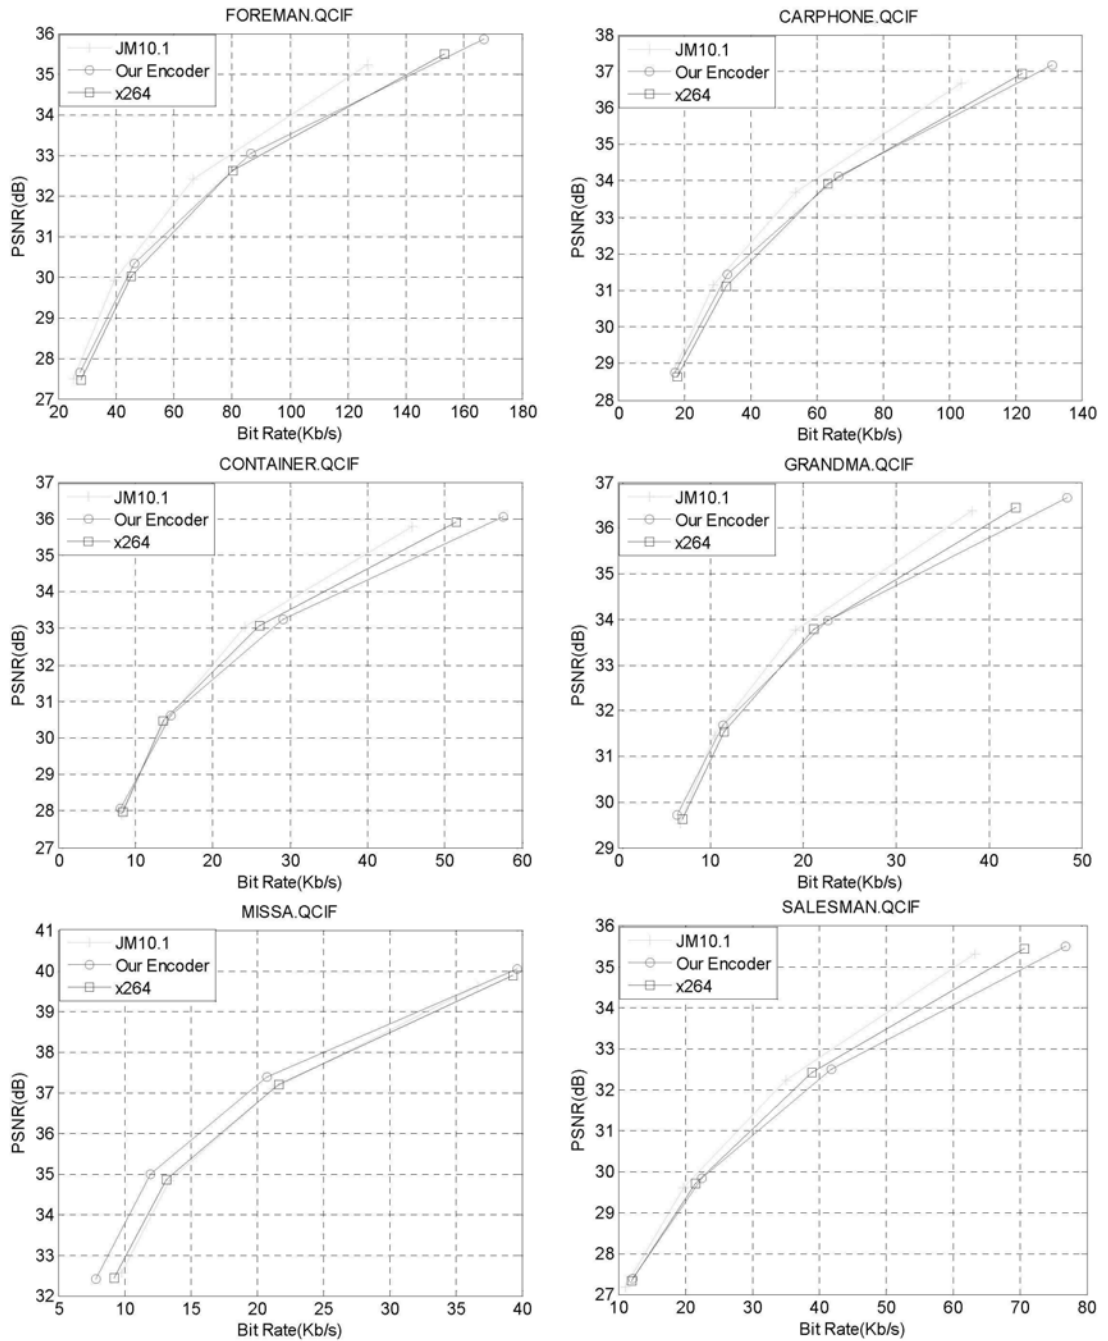 FOREMAN.QCIF
JM10.1
Our Encoder
x264
PSNR(dB)
36
35
34
33
32
31
30
29
28
27
20 40 60 80 100 120 140 160 180
Bit Rate(Kb/s)
CARPHONE.QCIF
JM10.1
Our Encoder
x264
PSNR(dB)
38
37
36
35
34
33
32
31
30
29
28
0 20 40 60 80 100 120 140
Bit Rate(Kb/s)
CONTAINER.QCIF
JM10.1
Our Encoder
x264
PSNR(dB)
37
36
35
34
33
32
31
30
29
28
27
0 10 20 30 40 50 60
Bit Rate(Kb/s)
GRANDMA.QCIF
JM10.1
Our Encoder
x264
PSNR(dB)
37
36
35
34
33
32
31
30
29
0 10 20 30 40 50
Bit Rate(Kb/s)
MISSA.QCIF
JM10.1
Our Encoder
x264
PSNR(dB)
41
40
39
38
37
36
35
34
33
32
5 10 15 20 25 30 35 40
Bit Rate(Kb/s)
SALESMAN.QCIF
JM10.1
Our Encoder
x264
PSNR(dB)
36
35
34
33
32
31
30
29
28
27
10 20 30 40 50 60 70 80
Bit Rate(Kb/s)